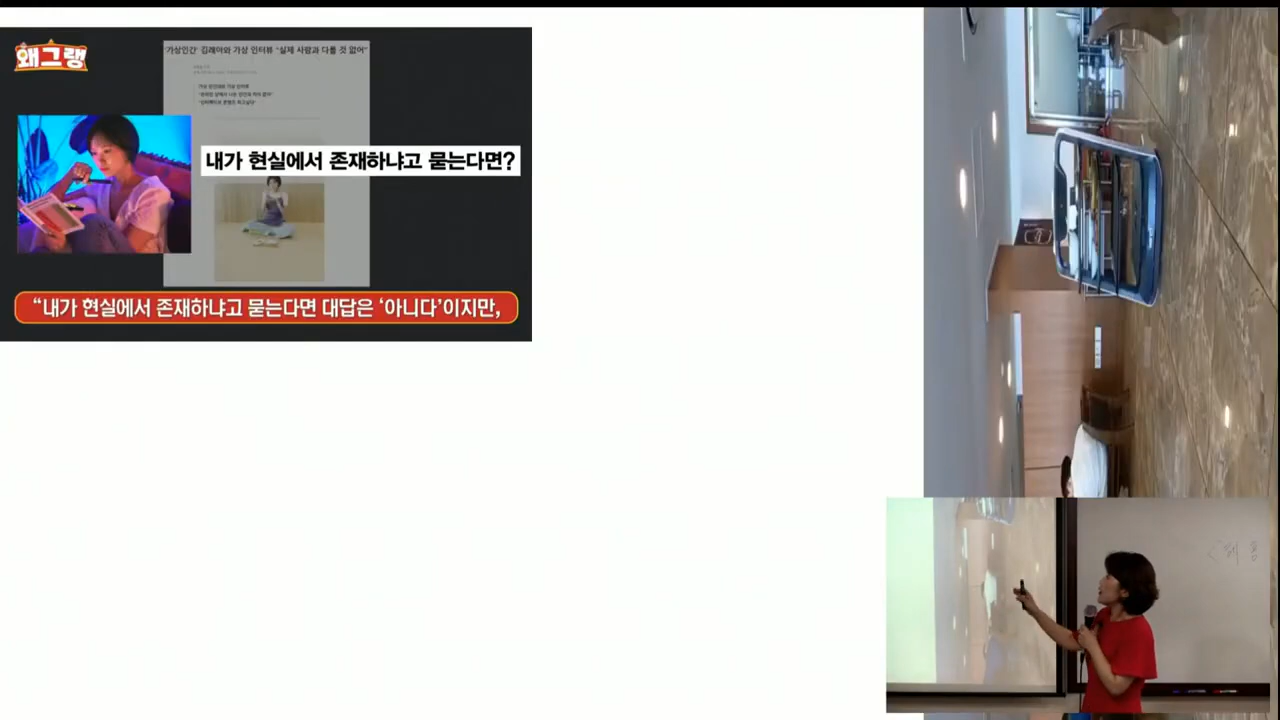 왜그랭
'가상인간' 김래아와 가상 인터뷰 "실제 사람과 다를 것 없어"
내가 현실에서 존재하냐고 묻는다면?
"내가 현실에서 존재하냐고 묻는다면 대답은 '아니다'이지만,